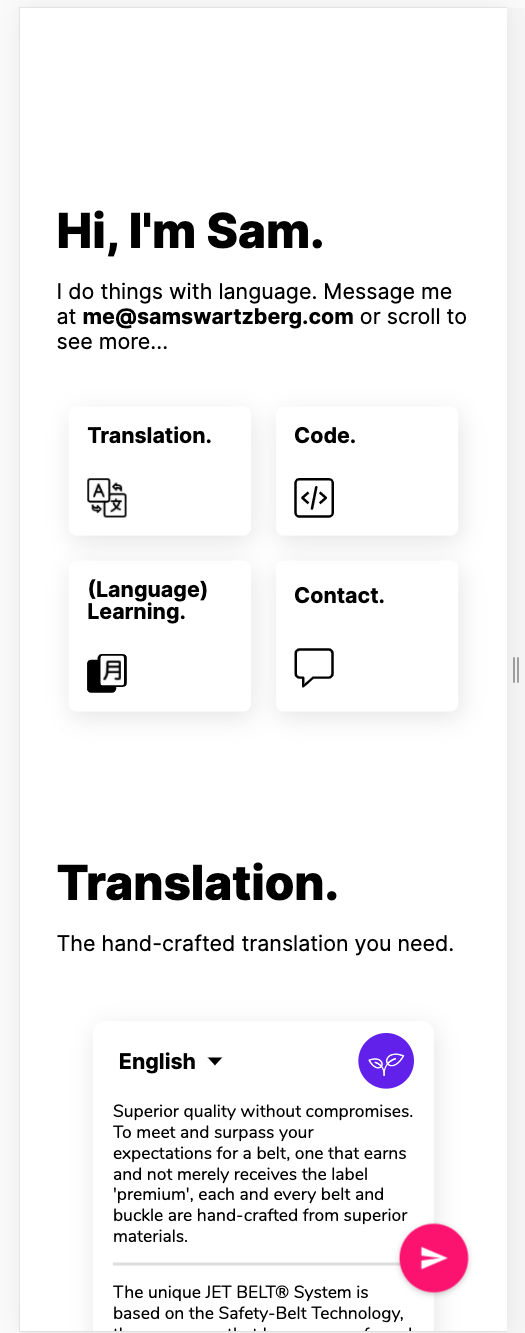 Hi, I'm Sam.
I do things with language. Message me
at me@samswartzberg.com or scroll to
see more...
Translation.
Code.
A
文
</>
(Language)
Learning.
Contact.
月
Translation.
The hand-crafted translation you need.
English
Superior quality without compromises.
To meet and surpass your
expectations for a belt, one that earns
and not merely receives the label
'premium', each and every belt and
buckle are hand-crafted from superior
materials.
The unique JET BELT® System is
based on the Safety-Belt Technology,